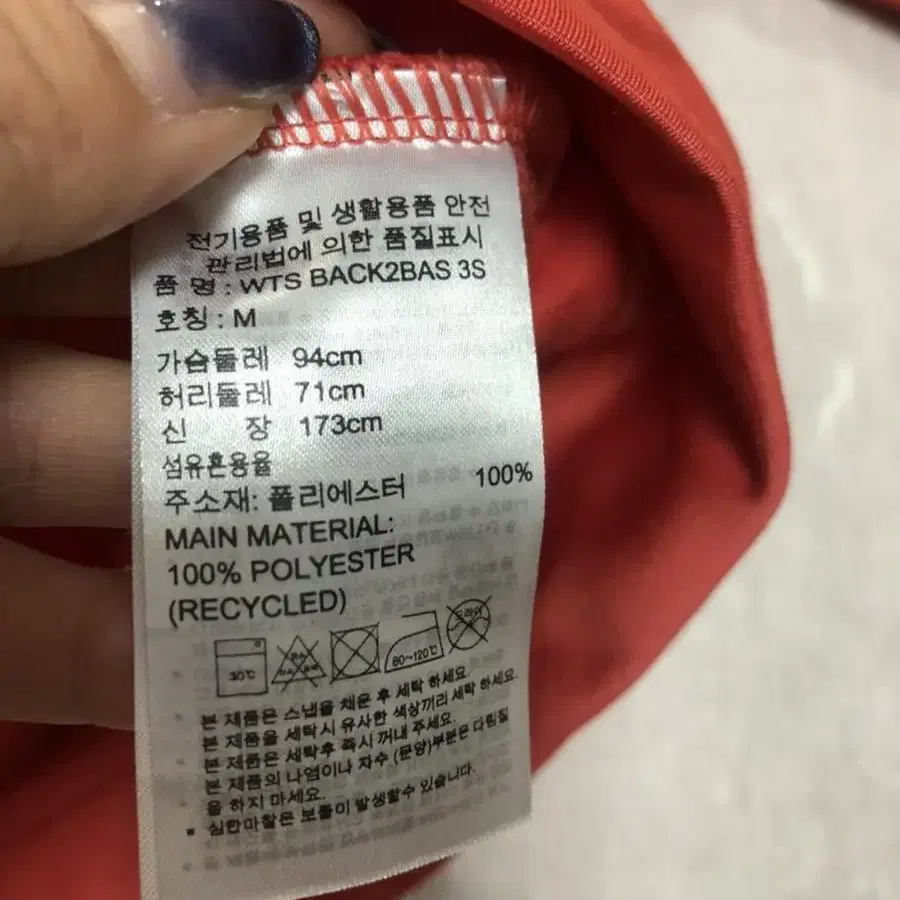 전기용품 및 생활용품 안전
관리법에 의한 품질표시
품 명 : WTS BACK2BAS 3S
호칭 : M
가슴둘레 94cm
허리둘레 71cm
신 장 173cm
섬유혼용율
주소재: 폴리에스터 100%
MAIN MATERIAL:
100% POLYESTER
(RECYCLED)
30℃
80~120℃
드라이
본 제품은 스냅을 채운 후 세탁 하세요.
본 제품을 세탁시 유사한 색상끼리 세탁 하세요.
본 제품은 세탁후 즉시 꺼내 주세요.
본 제품의 나염이나 자수 (문양)부분은 다림질
을 하지 마세요.
심한마찰은 보풀이 발생할수 있습니다.